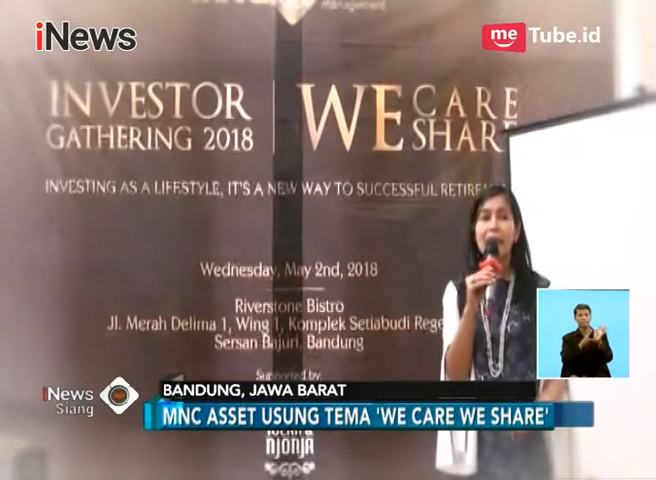 management
iNews
me Tube.id
INVESTOR
GATHERING 2018
WE CARE
SHARE
INVESTING AS A LIFESTYLE, IT'S A NEW WAY TO SUCCESSFUL
Wednesday, May 2nd, 2018
Riverstone Bistro
Jl. Merah Delima 1, Wing 1, Komplek Setiabudi
Sersan Bajuri, Bandung
Supported by
iNews
Siang
BANDUNG, JAWA BARAT
MNC ASSET USUNG TEMA 'WE CARE WE SHARE'
njonja